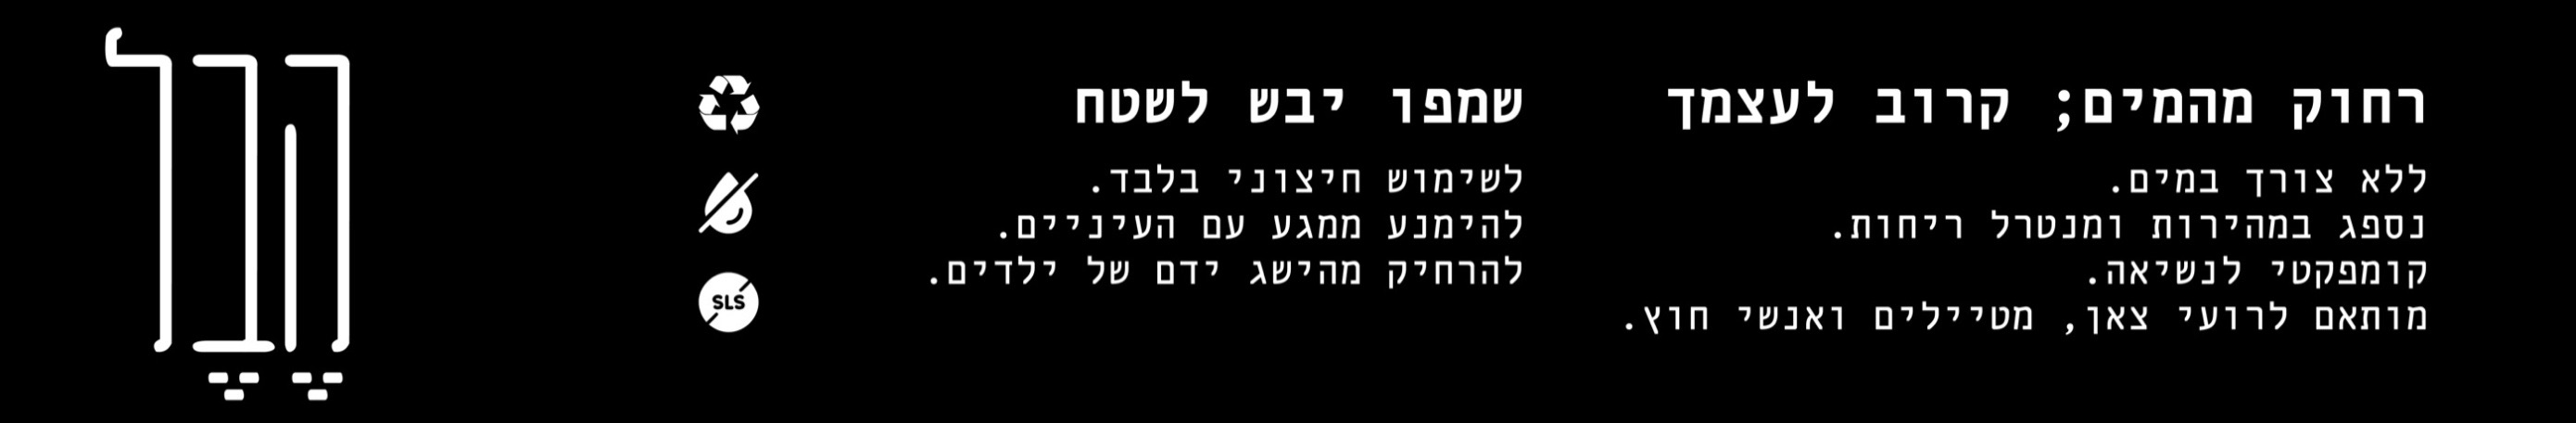 רחוק מהמים; קרוב לעצמך
ללא צורך במים.
נספג במהירות ומנטרל ריחות.
קומפקטי לנשיאה.
מותאם לרועי צאן, מטיילים ואנשי חוץ.
שמפו יבש לשטח
לשימוש חיצוני בלבד.
להימנע ממגע עם העיניים.
להרחיק מהישג ידם של ילדים.
SLS
הֶבֶל